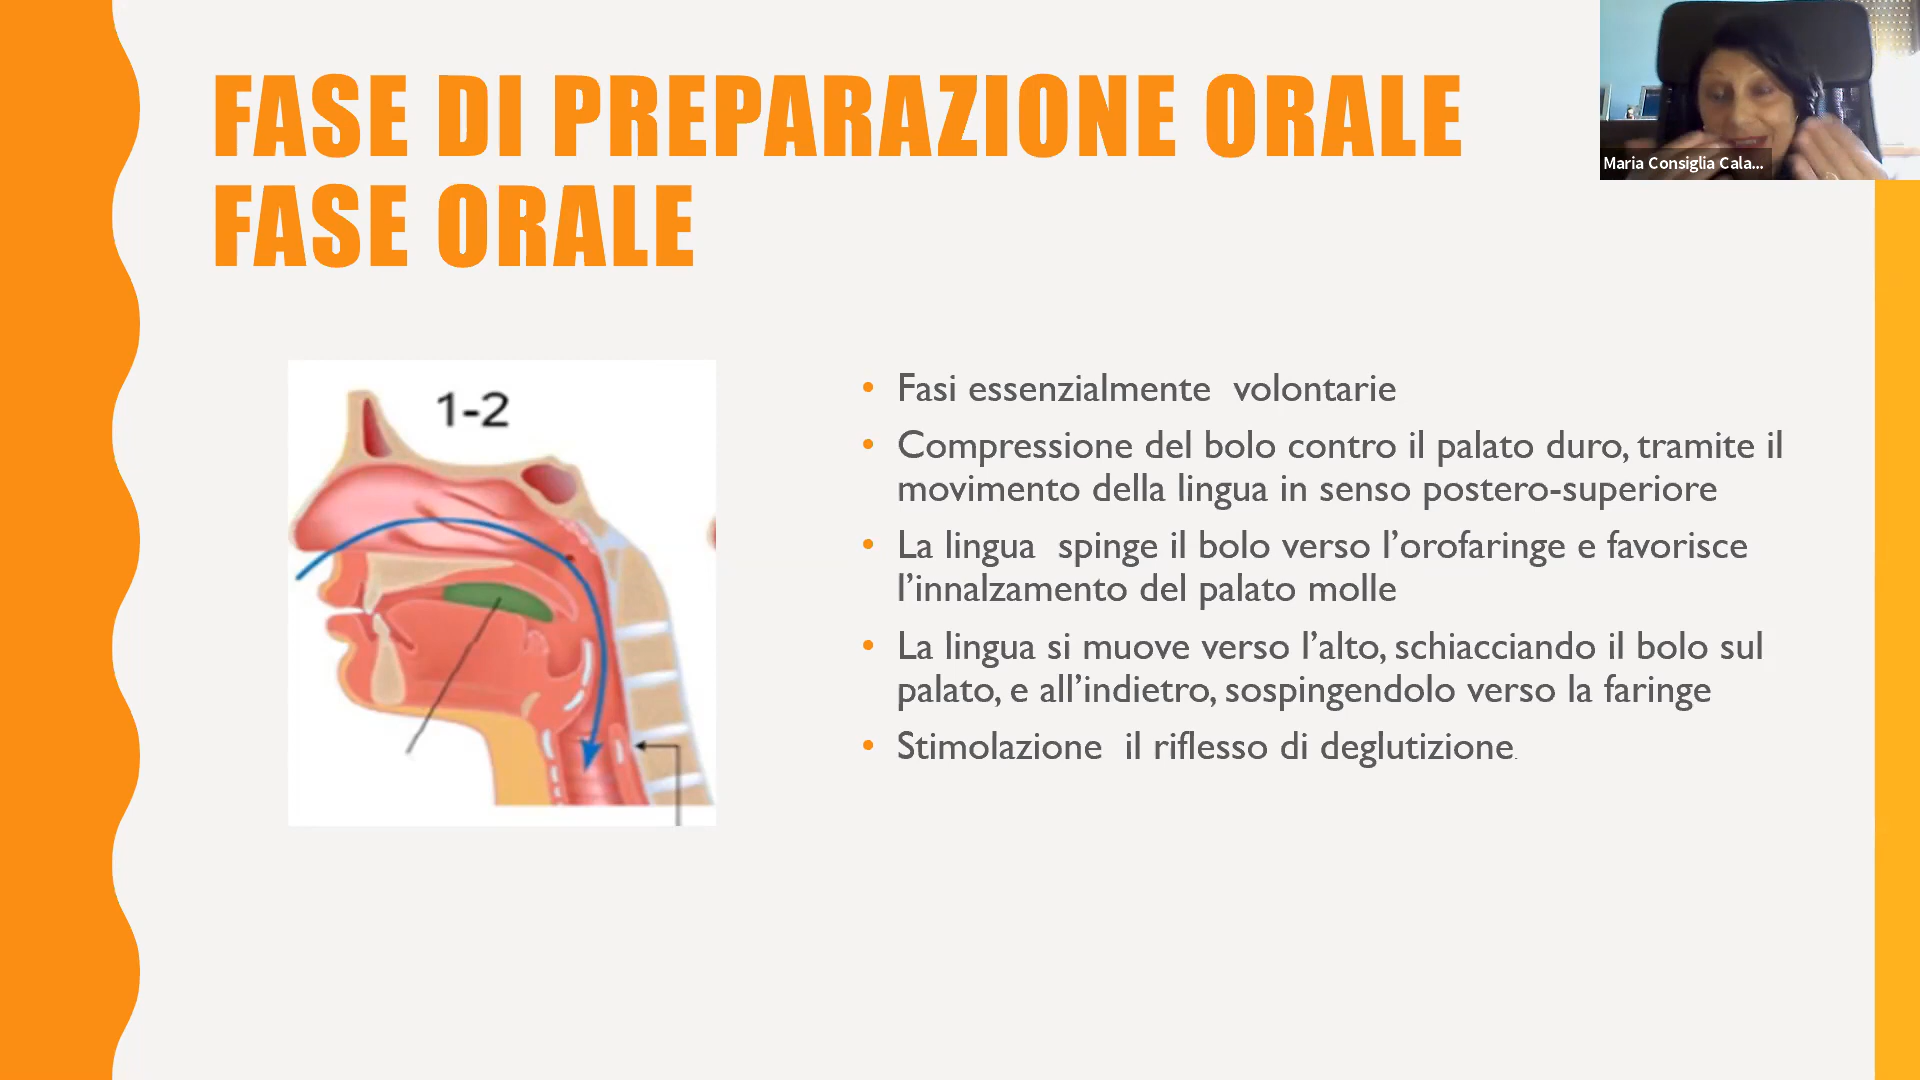 FASE DI PREPARAZIONE ORALE
FASE ORALE
Maria Consiglia Cala...
1-2
• Fasi essenzialmente volontarie
• Compressione del bolo contro il palato duro, tramite il
movimento della lingua in senso postero-superiore
• La lingua spinge il bolo verso l'orofaringe e favorisce
l'innalzamento del palato molle
• La lingua si muove verso l'alto, schiacciando il bolo sul
palato, e all'indietro, sospingendolo verso la faringe
• Stimolazione il riflesso di deglutizione.